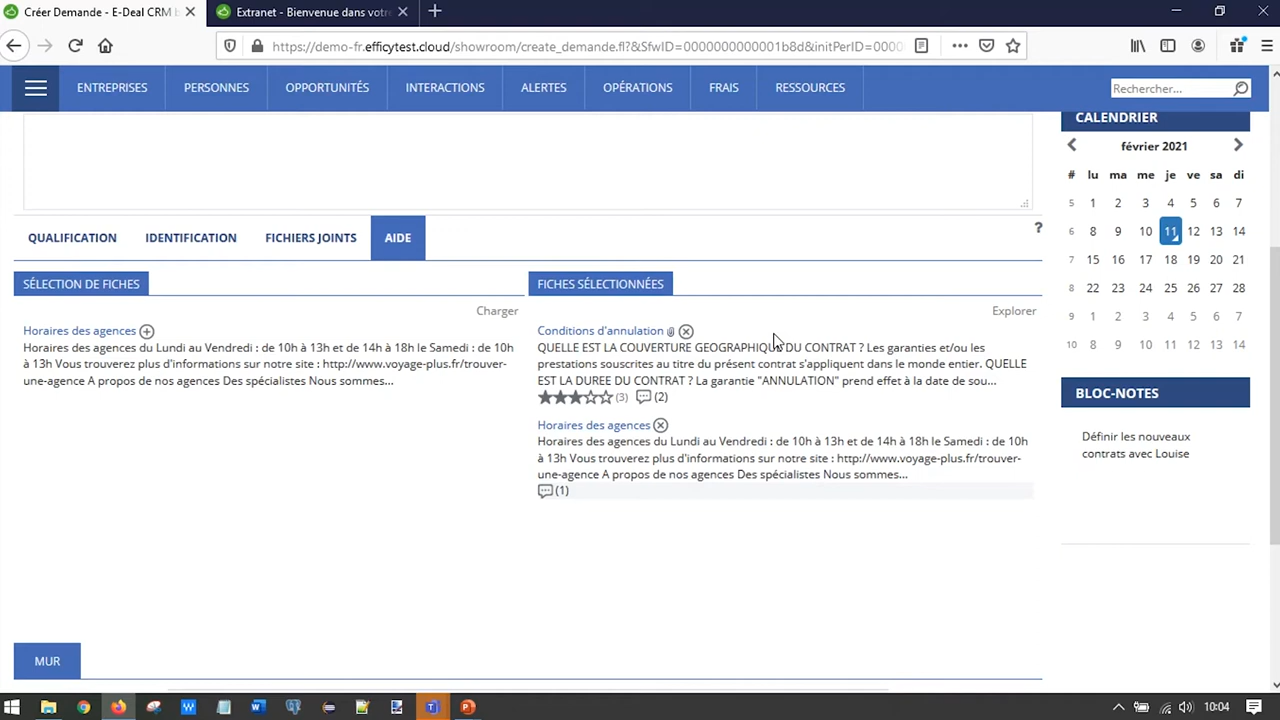 Créer Demande - E-Deal CRM b
Extranet - Bienvenue dans votre
https://demo-fr.efficytest.cloud/showroom/create_demande.fl?&SfwID=0000000000001b8d&initPerID=0000
ENTREPRISES
PERSONNES
OPPORTUNITÉS
INTERACTIONS
ALERTES
OPÉRATIONS
FRAIS
RESSOURCES
Rechercher...
QUALIFICATION
IDENTIFICATION
FICHIERS JOINTS
AIDE
?
SÉLECTION DE FICHES
Charger
Horaires des agences
Horaires des agences du Lundi au Vendredi : de 10h à 13h et de 14h à 18h le Samedi : de 10h
à 13h Vous trouverez plus d'informations sur notre site : http://www.voyage-plus.fr/trouver-
une-agence A propos de nos agences Des spécialistes Nous sommes...
FICHES SÉLECTIONNÉES
Explorer
Conditions d'annulation
QUELLE EST LA COUVERTURE GEOGRAPHIQUE DU CONTRAT ? Les garanties et/ou les
prestations souscrites au titre du présent contrat s'appliquent dans le monde entier. QUELLE
EST LA DUREE DU CONTRAT ? La garantie "ANNULATION" prend effet à la date de sou...
(3) (2)
Horaires des agences
Horaires des agences du Lundi au Vendredi : de 10h à 13h et de 14h à 18h le Samedi : de 10h
à 13h Vous trouverez plus d'informations sur notre site : http://www.voyage-plus.fr/trouver-
une-agence A propos de nos agences Des spécialistes Nous sommes...
(1)
MUR
CALENDRIER
février 2021
# lu ma me je ve sa di
5 1 2 3 4 5 6 7
6 8 9 10 11 12 13 14
7 15 16 17 18 19 20 21
8 22 23 24 25 26 27 28
9 1 2 3 4 5 6 7
10 8 9 10 11 12 13 14
BLOC-NOTES
Définir les nouveaux
contrats avec Louise
10:04